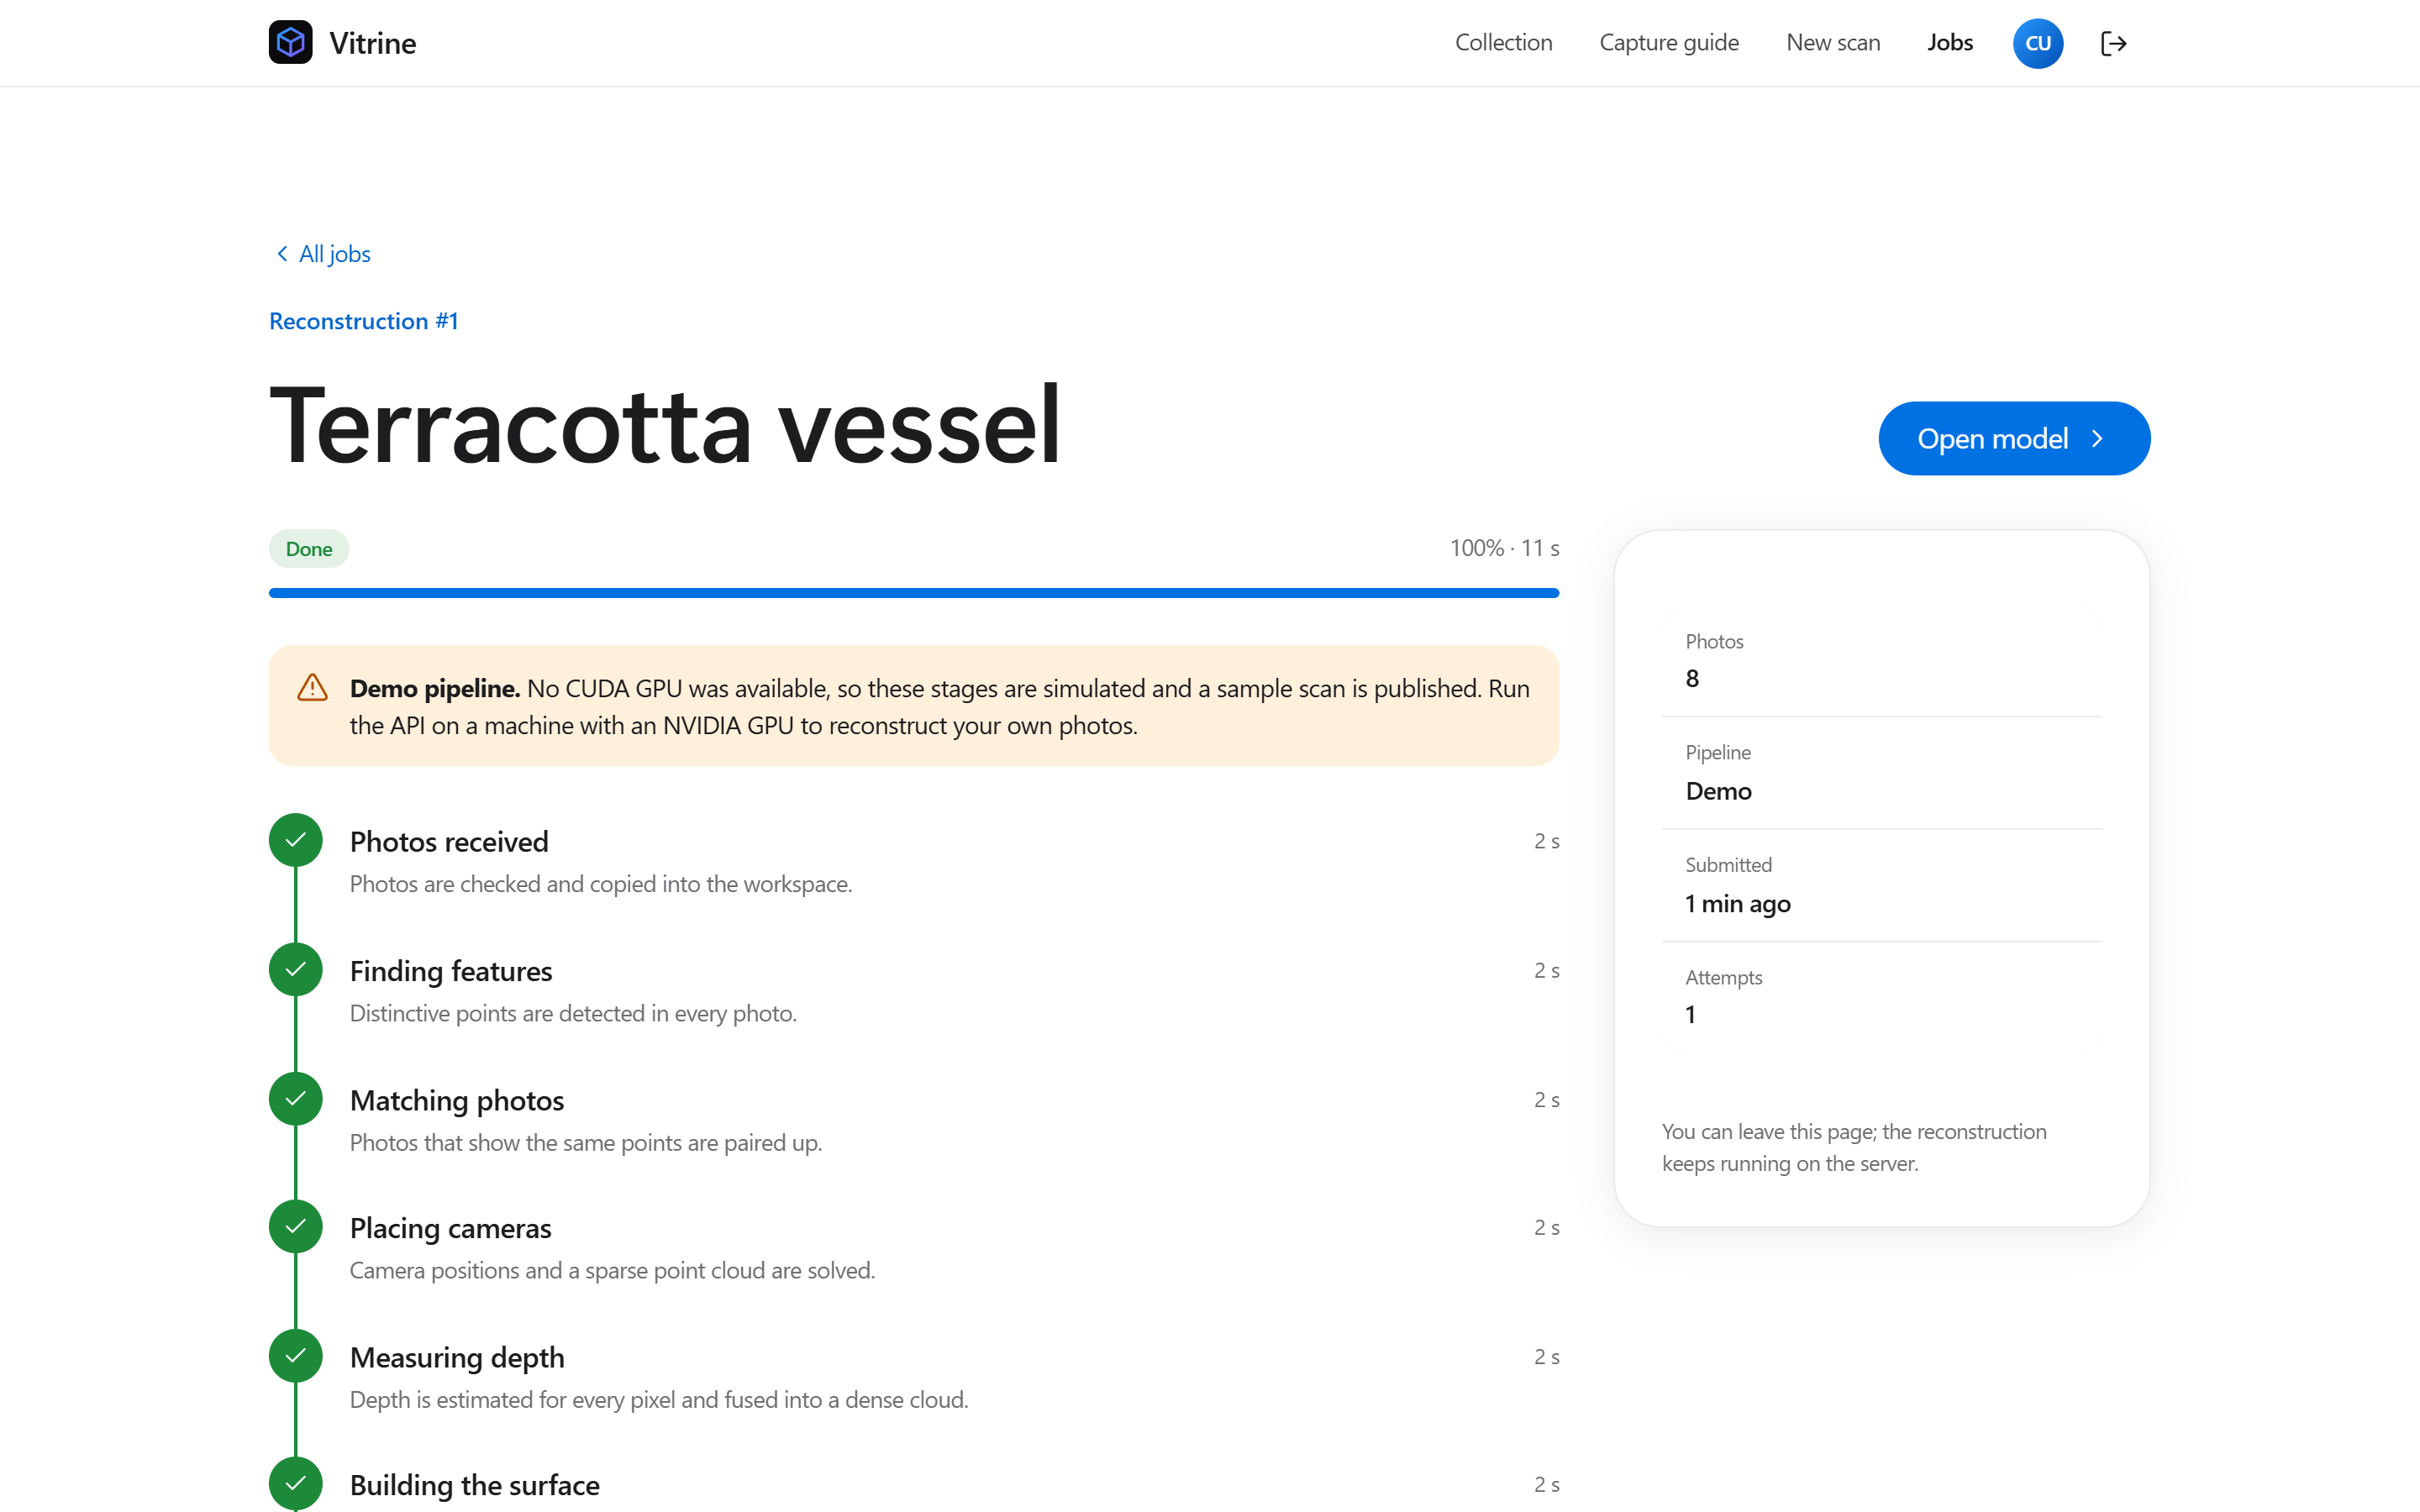 Vitrine
Collection
Capture guide
New scan
Jobs
CU
All jobs
Reconstruction #1
Terracotta vessel
Open model
Done
100% · 11 s
Demo pipeline. No CUDA GPU was available, so these stages are simulated and a sample scan is published. Run
the API on a machine with an NVIDIA GPU to reconstruct your own photos.
Photos received
2 s
Photos are checked and copied into the workspace.
Finding features
2 s
Distinctive points are detected in every photo.
Matching photos
2 s
Photos that show the same points are paired up.
Placing cameras
2 s
Camera positions and a sparse point cloud are solved.
Measuring depth
2 s
Depth is estimated for every pixel and fused into a dense cloud.
Building the surface
2 s
Photos
8
Pipeline
Demo
Submitted
1 min ago
Attempts
1
You can leave this page; the reconstruction
keeps running on the server.